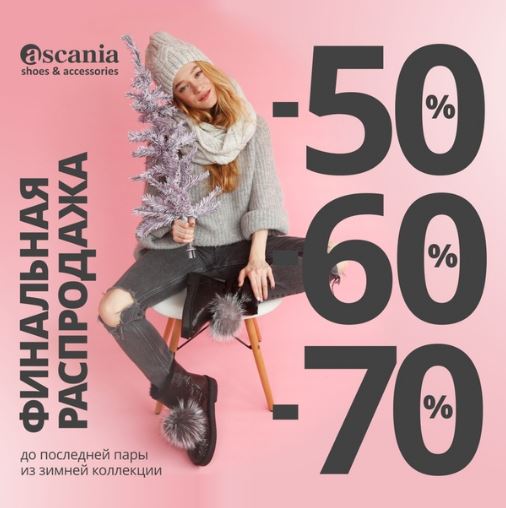 ascania
shoes & accessories
-50%
-60%
-70%
ФИНАЛЬНАЯ
РАСПРОДАЖА
до последней пары
из зимней коллекции